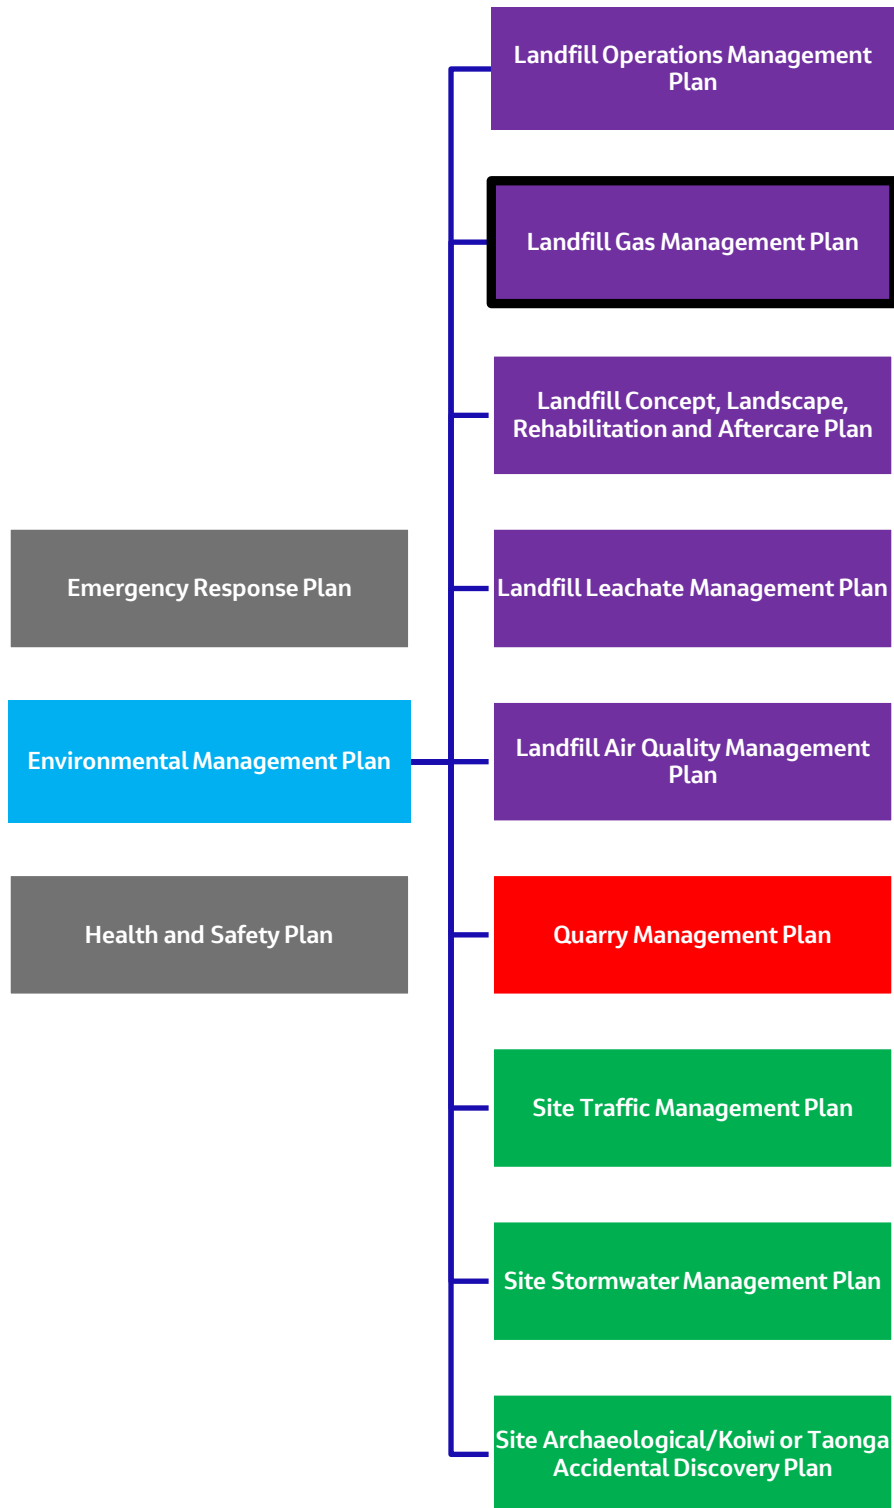 Landfill Operations Management
Plan
Landfill Gas Management Plan
Landfill Concept, Landscape,
Rehabilitation and Aftercare Plan
Emergency Response Plan
Landfill Leachate Management Plan
Environmental Management Plan
Landfill Air Quality Management
Plan
Health and Safety Plan
Quarry Management Plan
Site Traffic Management Plan
Site Stormwater Management Plan
Site Archaeological/Koiwi or Taonga
Accidental Discovery Plan